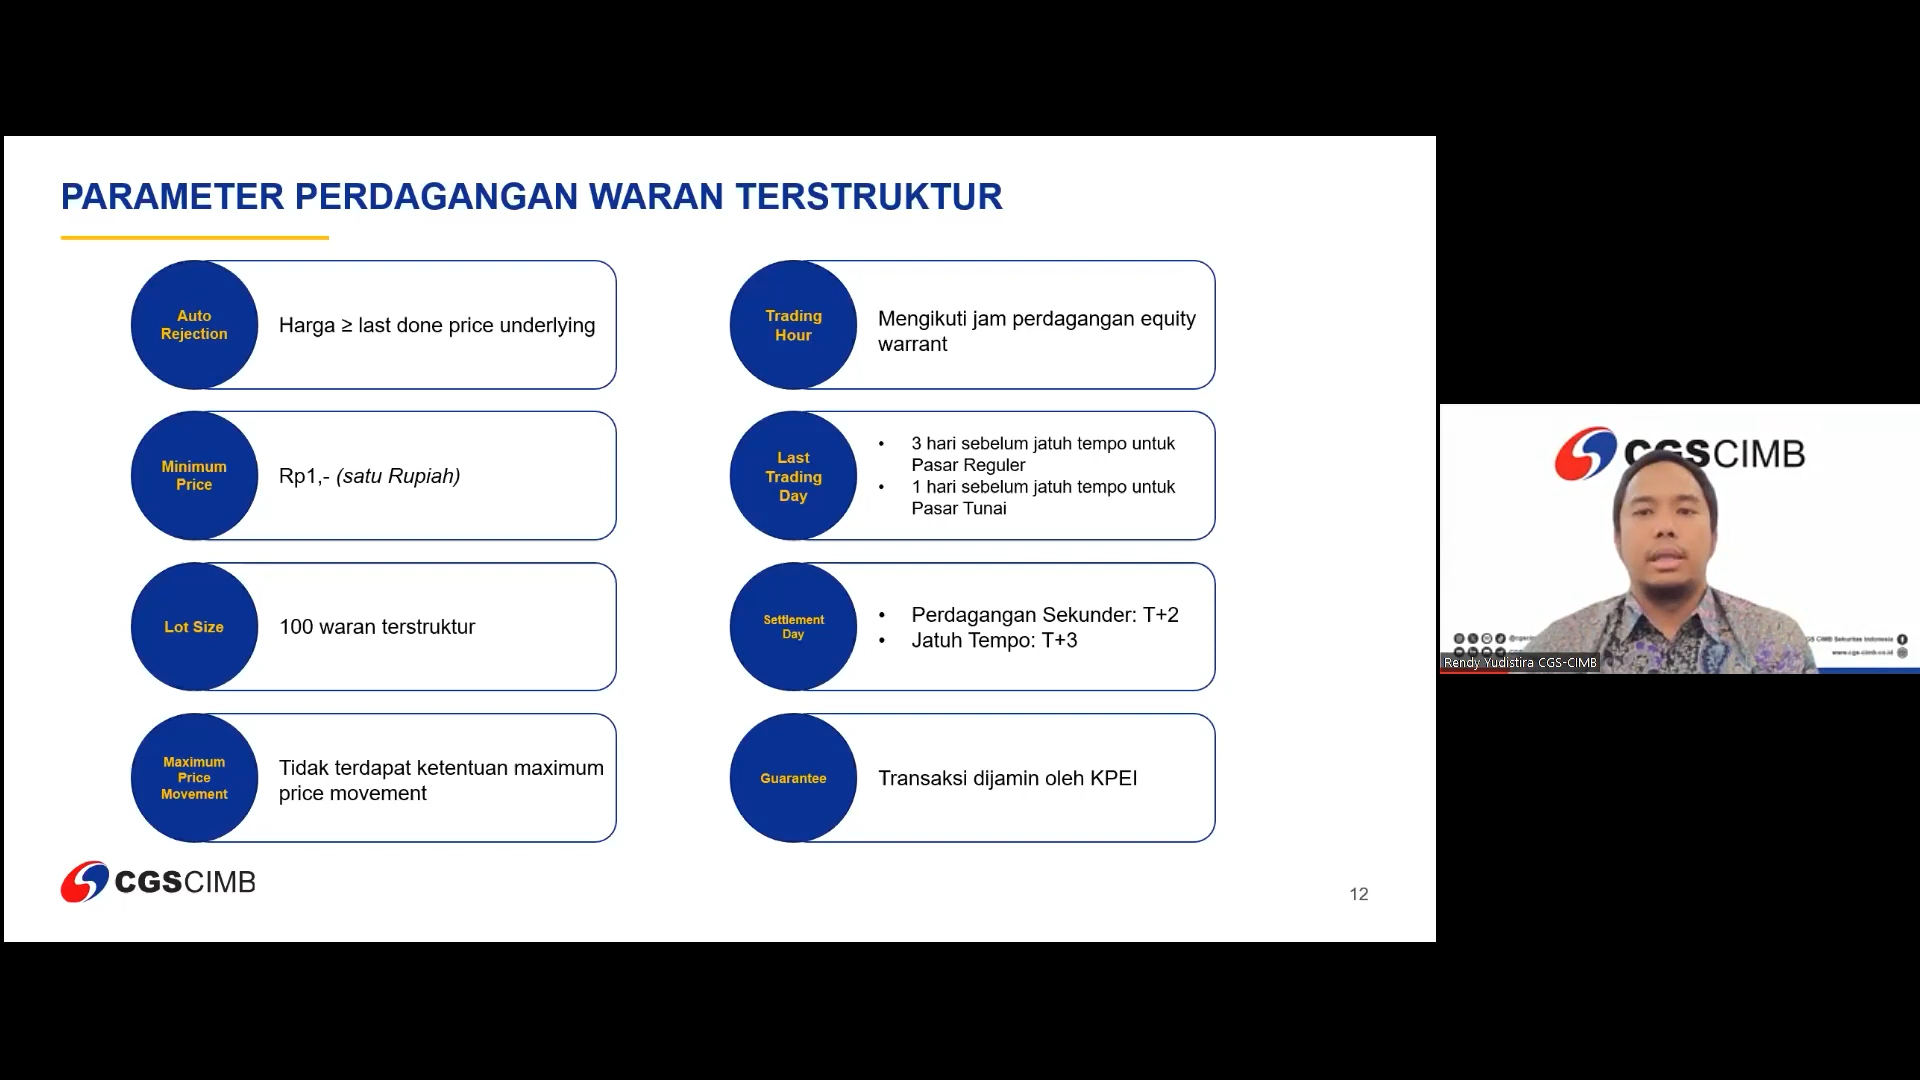 PARAMETER PERDAGANGAN WARAN TERSTRUKTUR
Auto
Rejection
Harga ≥ last done price underlying
Minimum
Price
Rp1,- (satu Rupiah)
Lot Size
100 waran terstruktur
Maximum
Price
Movement
Tidak terdapat ketentuan maximum
price movement
Trading
Hour
Mengikuti jam perdagangan equity
warrant
Last
Trading
Day
• 3 hari sebelum jatuh tempo untuk
Pasar Reguler
• 1 hari sebelum jatuh tempo untuk
Pasar Tunai
Settlement
Day
• Perdagangan Sekunder: T+2
• Jatuh Tempo: T+3
Guarantee
Transaksi dijamin oleh KPEI
CGSCIMB
12
CGSCIMB
CIMB Sekuritas Indonesia
www.cgs-cimb.co.id
Rendy Yudistira CGS-CIMB